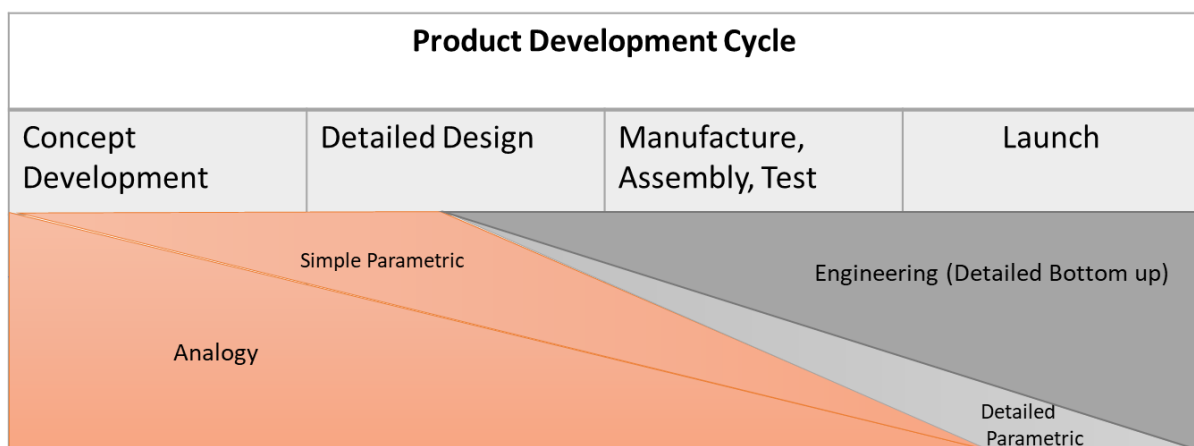 Product Development Cycle
Concept
Development
Detailed Design
Manufacture,
Assembly, Test
Launch
Simple Parametric
Engineering (Detailed Bottom up)
Analogy
Detailed
Parametric